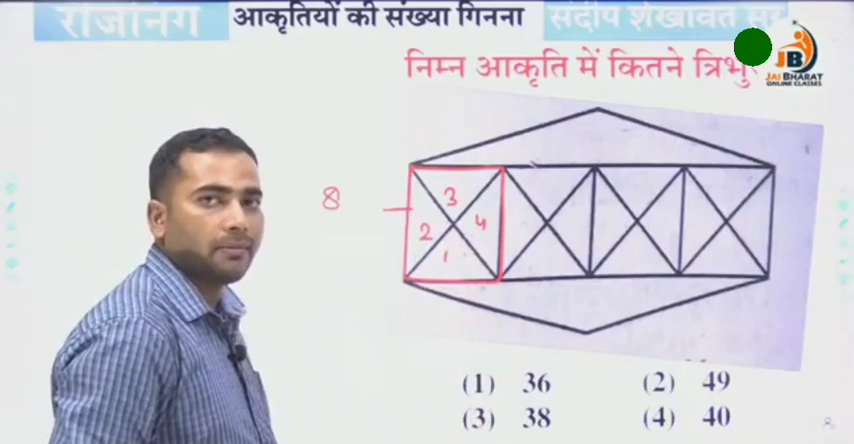 रीजनिंग आकृतियों की संख्या गिनना संदीप शेखावत सर
निम्न आकृति में कितने
JB
JAI BHARAT
ONLINE CLASSES
8
3
2 4
1
(1) 36 (2) 49
(3) 38 (4) 40